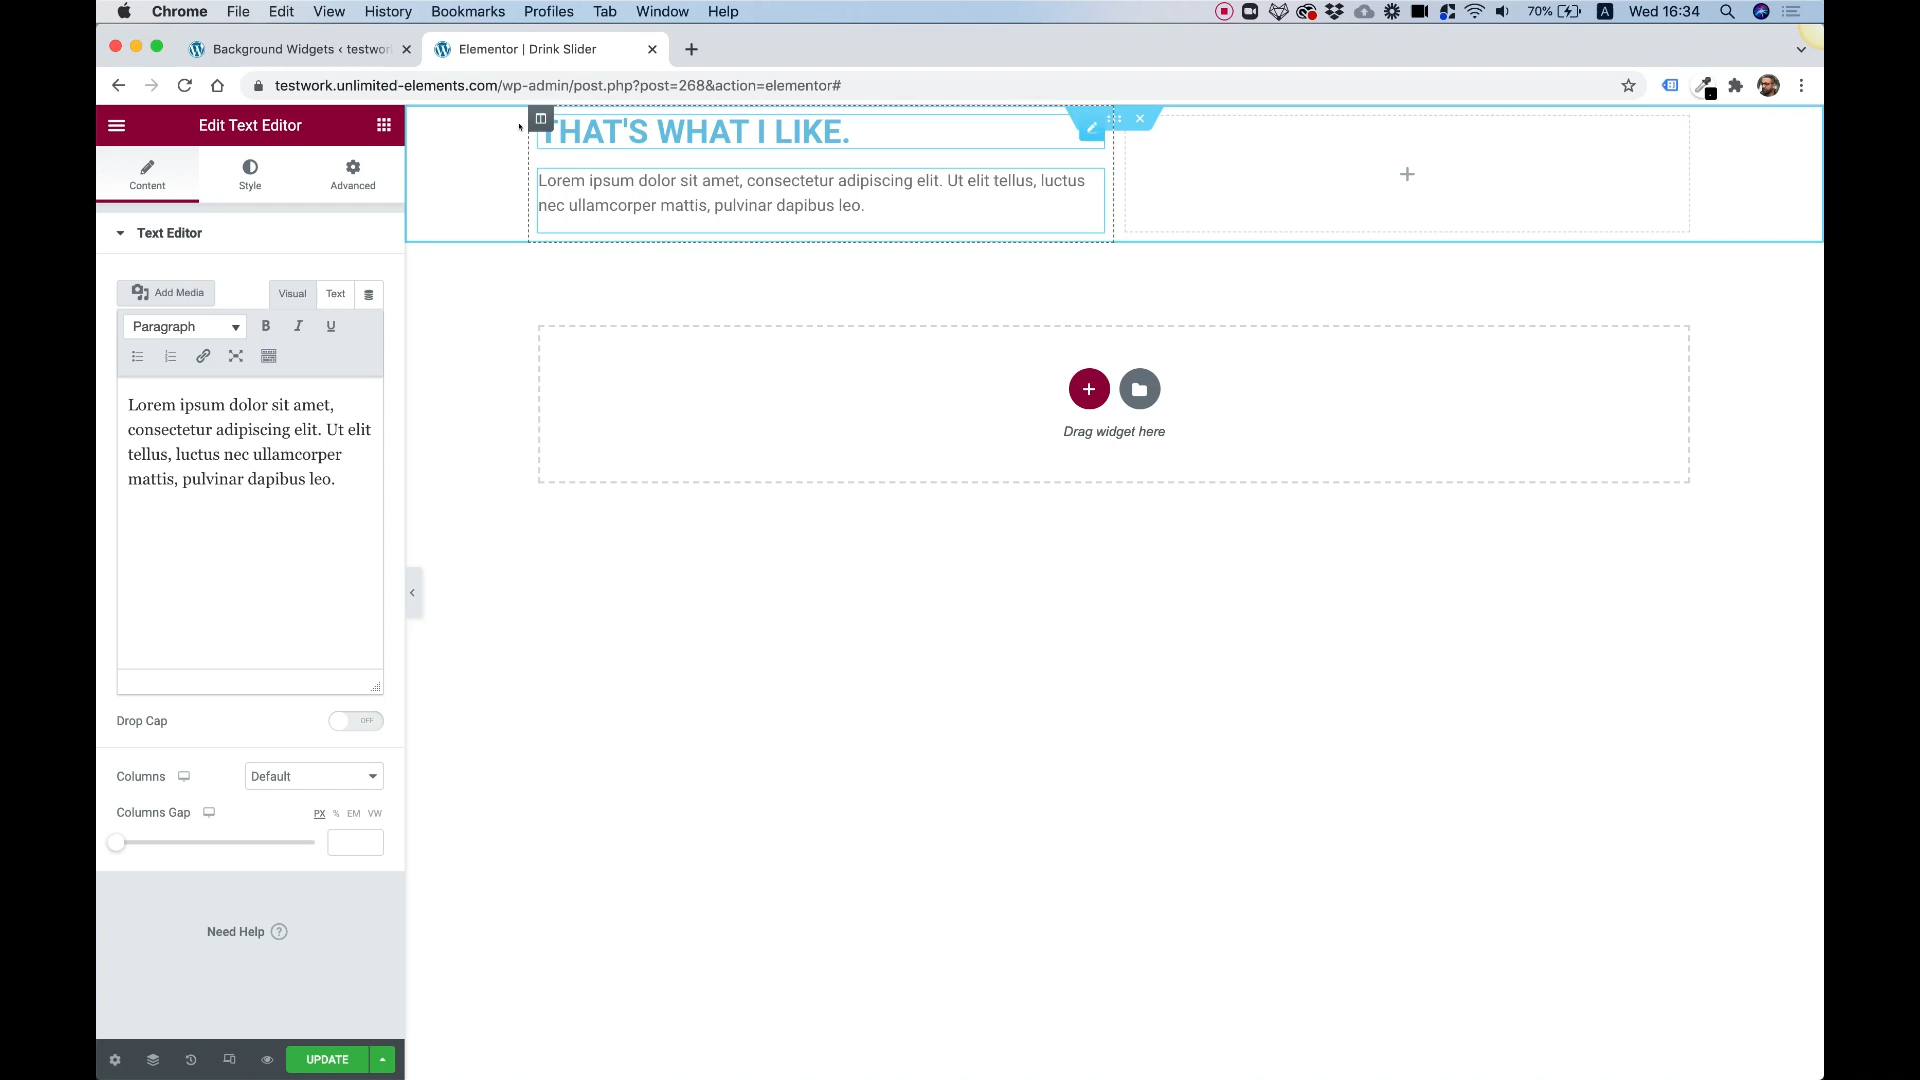 Chrome File Edit View History Bookmarks Profiles Tab Window Help
70% A Wed 16:34
Background Widgets ‹ testwor
Elementor | Drink Slider
testwork.unlimited-elements.com/wp-admin/post.php?post=268&action=elementor#
Edit Text Editor
Content Style Advanced
Text Editor
Add Media Visual Text
Paragraph B I U
Lorem ipsum dolor sit amet,
consectetur adipiscing elit. Ut elit
tellus, luctus nec ullamcorper
mattis, pulvinar dapibus leo.
Drop Cap OFF
Columns Default
Columns Gap PX % EM VW
Need Help ?
UPDATE
THAT'S WHAT I LIKE.
Lorem ipsum dolor sit amet, consectetur adipiscing elit. Ut elit tellus, luctus
nec ullamcorper mattis, pulvinar dapibus leo.
Drag widget here